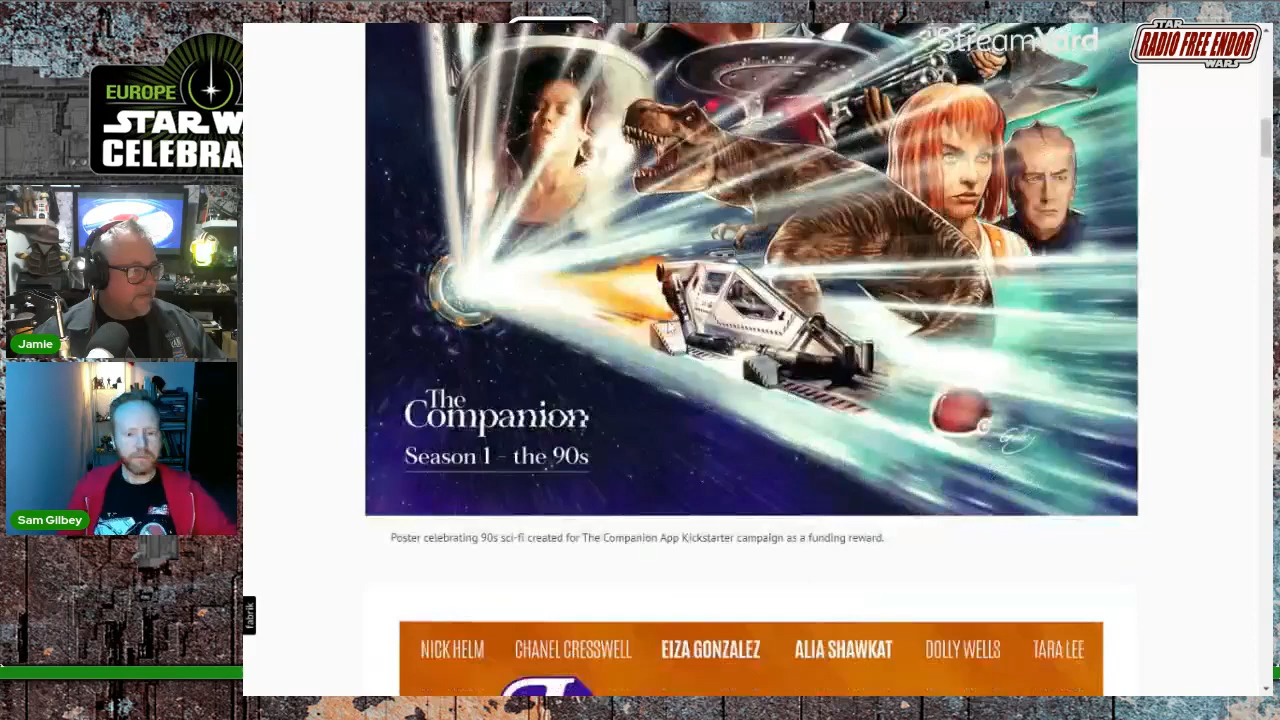 StreamYard
STAR
RADIO FREE ENDOR
WARS
EUROPE
STAR W
CELEBRA
Jamie
Sam Gilbey
The
Companion
Season 1 - the 90s
Poster celebrating 90s sci-fi created for The Companion App Kickstarter campaign as a funding reward.
fabrik
NICK HELM CHANEL CRESSWELL EIZA GONZALEZ ALIA SHAWKAT DOLLY WELLS TARA LEE